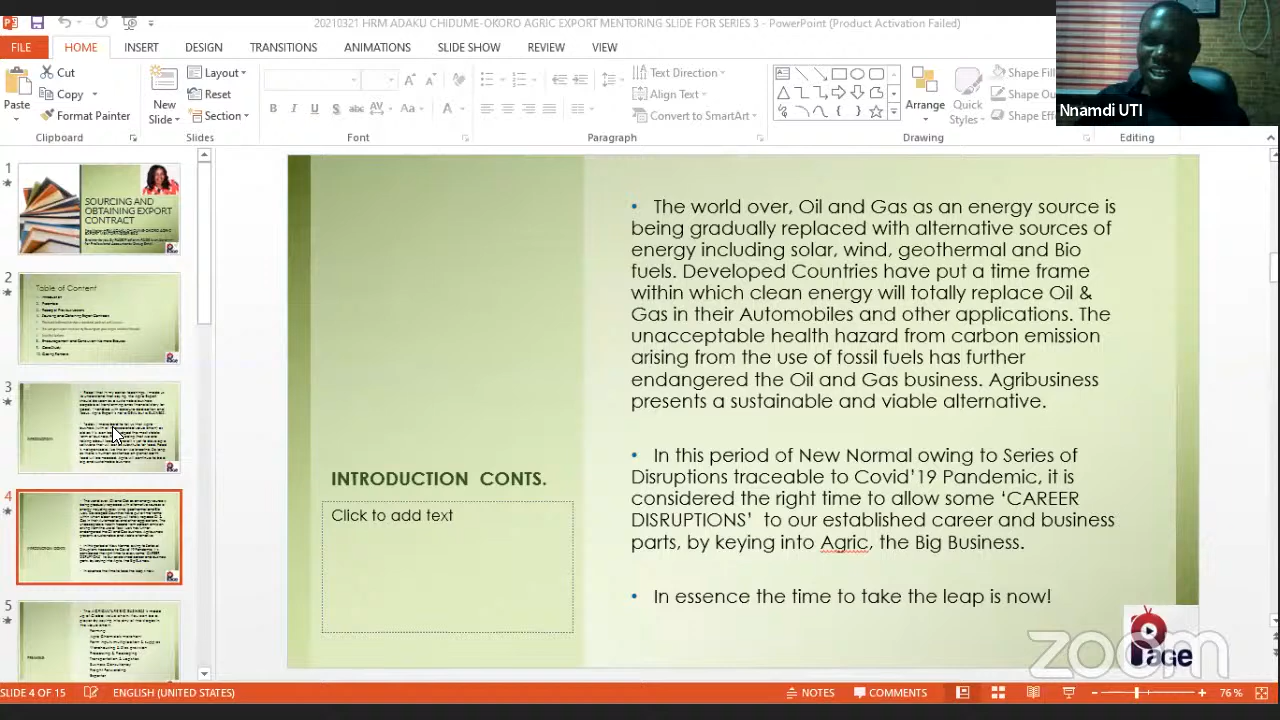 20210321 HRM ADAKU CHIDUME-OKORO AGRIC EXPORT MENTORING SLIDE FOR SERIES 3 - PowerPoint (Product Activation Failed)
FILE HOME INSERT DESIGN TRANSITIONS ANIMATIONS SLIDE SHOW REVIEW VIEW
Cut
Copy
Format Painter
Paste
Clipboard
New
Slide
Layout
Reset
Section
Slides
Font
Text Direction
Align Text
Convert to SmartArt
Paragraph
Arrange
Quick
Styles
Shape Fill
Shape Ou
Shape Effe
Drawing
Editing
Nnamdi UTI
1
SOURCING AND
OBTAINING EXPORT
CONTRACT
2
Table of Content
3
4
5
INTRODUCTION CONTS.
Click to add text
• The world over, Oil and Gas as an energy source is
being gradually replaced with alternative sources of
energy including solar, wind, geothermal and Bio
fuels. Developed Countries have put a time frame
within which clean energy will totally replace Oil &
Gas in their Automobiles and other applications. The
unacceptable health hazard from carbon emission
arising from the use of fossil fuels has further
endangered the Oil and Gas business. Agribusiness
presents a sustainable and viable alternative.
• In this period of New Normal owing to Series of
Disruptions traceable to Covid'19 Pandemic, it is
considered the right time to allow some 'CAREER
DISRUPTIONS' to our established career and business
parts, by keying into Agric, the Big Business.
• In essence the time to take the leap is now!
Page
zoom
SLIDE 4 OF 15 ENGLISH (UNITED STATES) NOTES COMMENTS 76 %